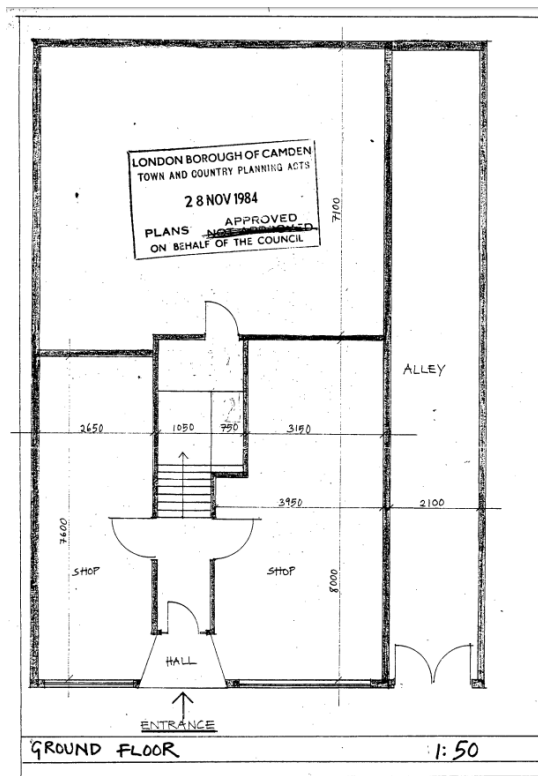 LONDON BOROUGH OF CAMDEN
TOWN AND COUNTRY PLANNING ACTS
28 NOV 1984
APPROVED
PLANS NOT APPROVED
ON BEHALF OF THE COUNCIL
7100
ALLEY
2650
1050
750
3150
3950
2100
7600
SHOP
SHOP
8000
HALL
ENTRANCE
GROUND FLOOR
1:50